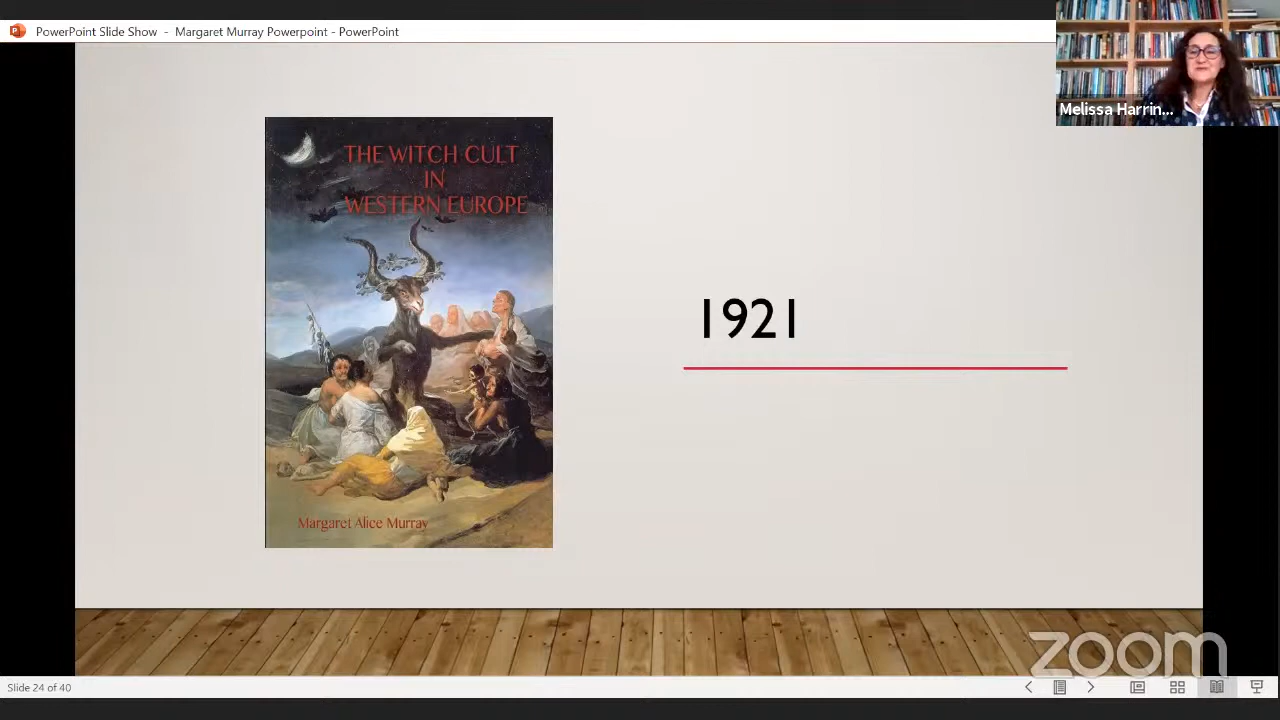 PowerPoint Slide Show - Margaret Murray Powerpoint - PowerPoint
Melissa Harrin...
THE WITCH CULT
IN
WESTERN EUROPE
1921
Margaret Alice Murray
zoom
Slide 24 of 40